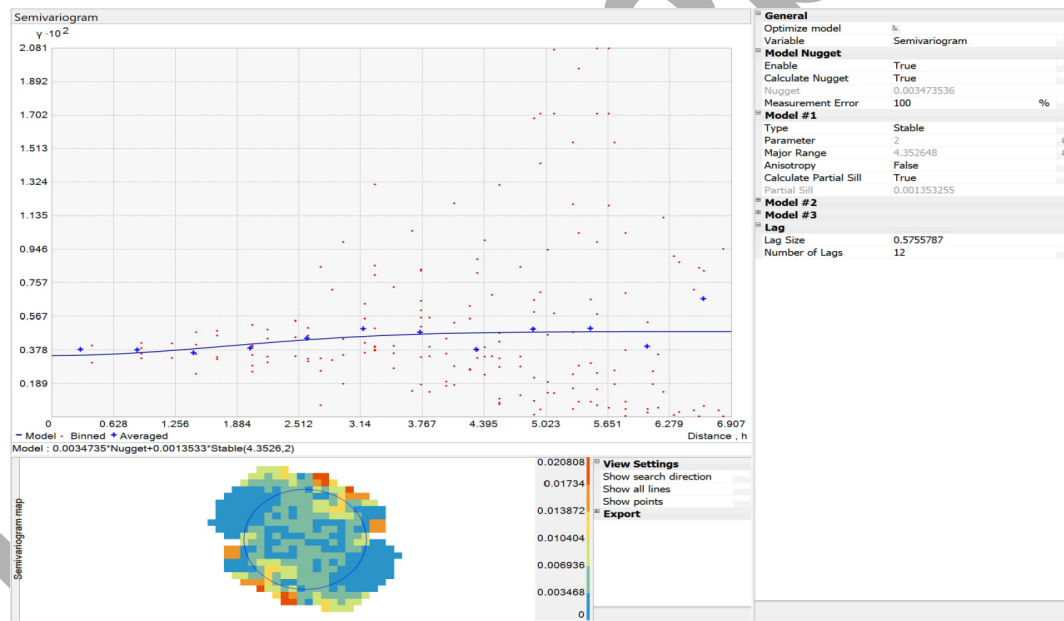 Semivariogram
γ ·10 2
2.081
1.892
1.702
1.513
1.324
1.135
0.946
0.757
0.567
0.378
0.189
0 0.628 1.256 1.884 2.512 3.14 3.767 4.395 5.023 5.651 6.279 6.907
Model Binned Averaged
Distance , h
Model : 0.0034735*Nugget+0.0013533*Stable(4.3526,2)
General
Optimize model
Variable Semivariogram
Model Nugget
Enable True
Calculate Nugget True
Nugget 0.003473536
Measurement Error 100 %
Model #1
Type Stable
Parameter 2
Major Range 4.352648
Anisotropy False
Calculate Partial Sill True
Partial Sill 0.001353255
Model #2
Model #3
Lag
Lag Size 0.5755787
Number of Lags 12
Semivariogram map
0.020808
0.01734
0.013872
0.010404
0.006936
0.003468
0
View Settings
Show search direction
Show all lines
Show points
Export